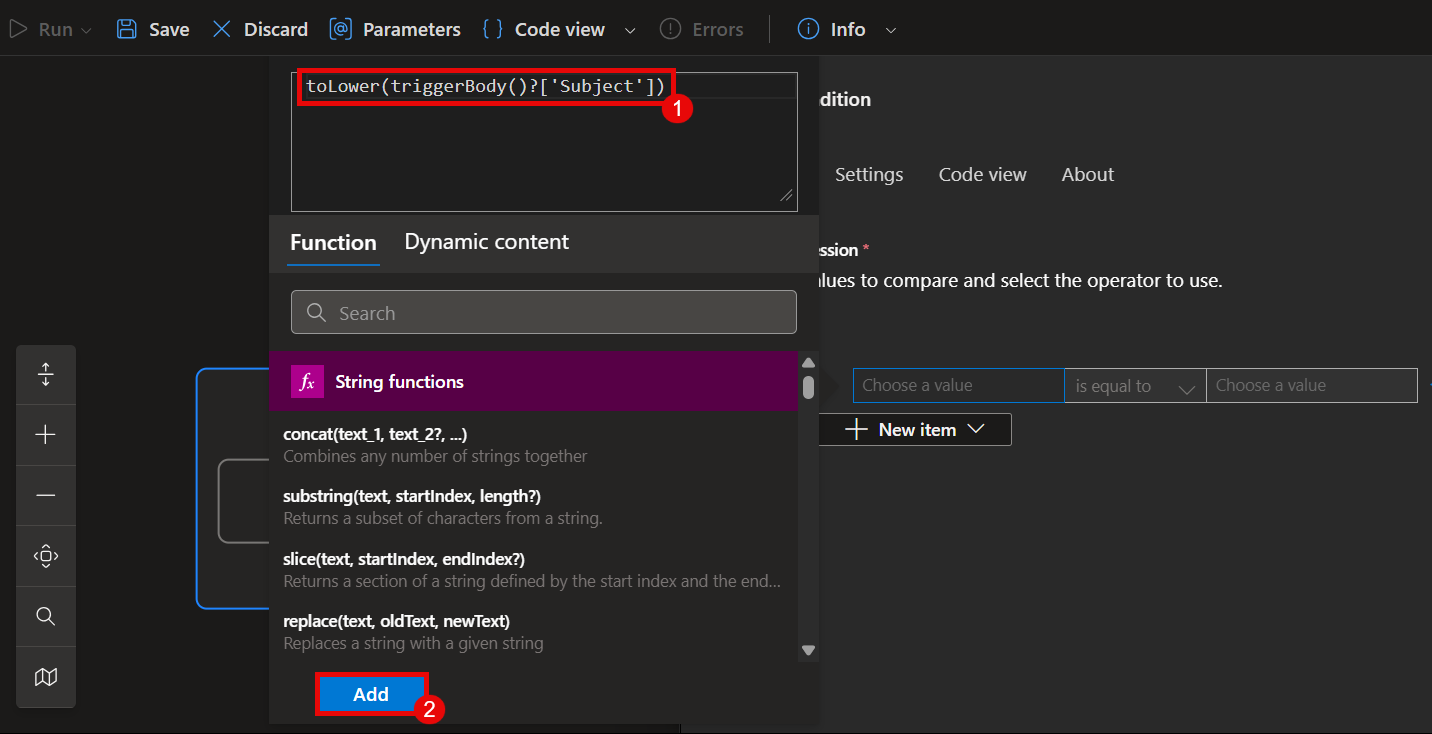 Run
Save
Discard
Parameters
Code view
Errors
Info
toLower(triggerBody()?['Subject'])
1
dition
Settings
Code view
About
Function
Dynamic content
ssion *
lues to compare and select the operator to use.
Search
fx
String functions
Choose a value
is equal to
Choose a value
New item
concat(text_1, text_2?, ...)
Combines any number of strings together
substring(text, startIndex, length?)
Returns a subset of characters from a string.
slice(text, startIndex, endIndex?)
Returns a section of a string defined by the start index and the end...
replace(text, oldText, newText)
Replaces a string with a given string
Add
2